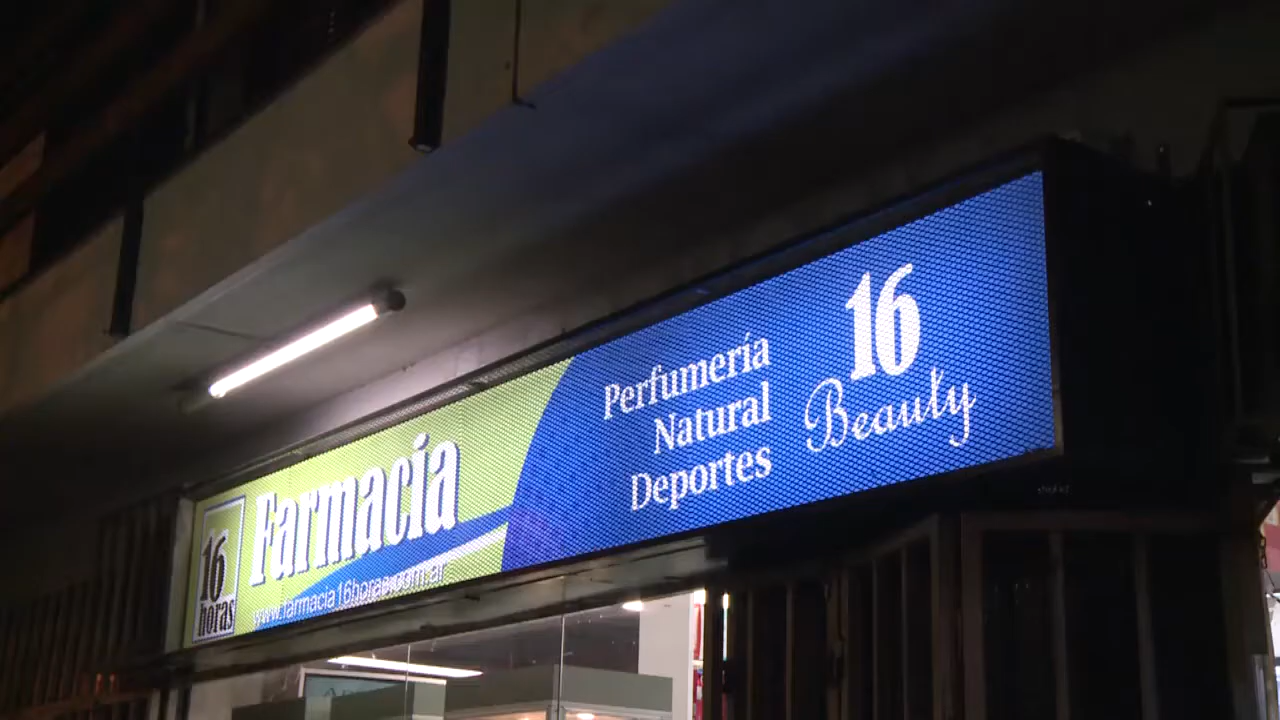 16
horas
Farmacia
www.farmacia16horas.com.ar
Perfumería
Natural
Deportes
16
Beauty